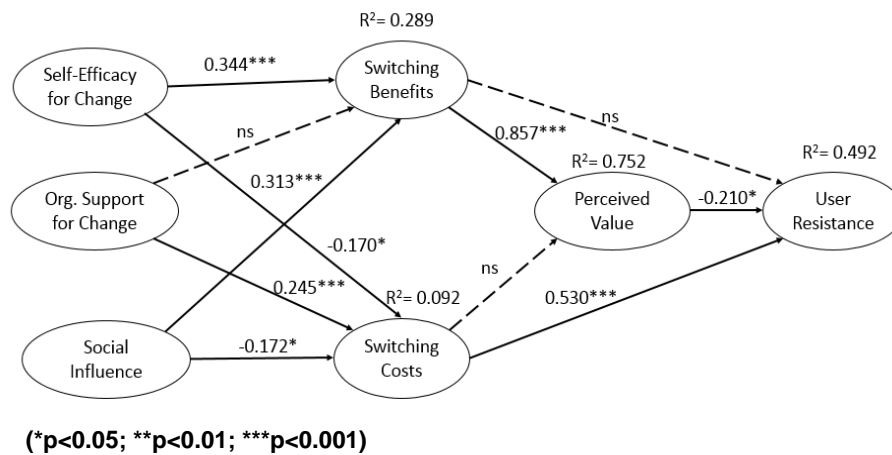 R²= 0.289
Self-Efficacy
for Change
0.344***
Switching
Benefits
ns
ns
0.857***
R²= 0.752
R²= 0.492
0.313***
Org. Support
for Change
Perceived
Value
-0.210*
User
Resistance
-0.170*
ns
0.245***
R²= 0.092
0.530***
Social
Influence
-0.172*
Switching
Costs
(*p<0.05; **p<0.01; ***p<0.001)